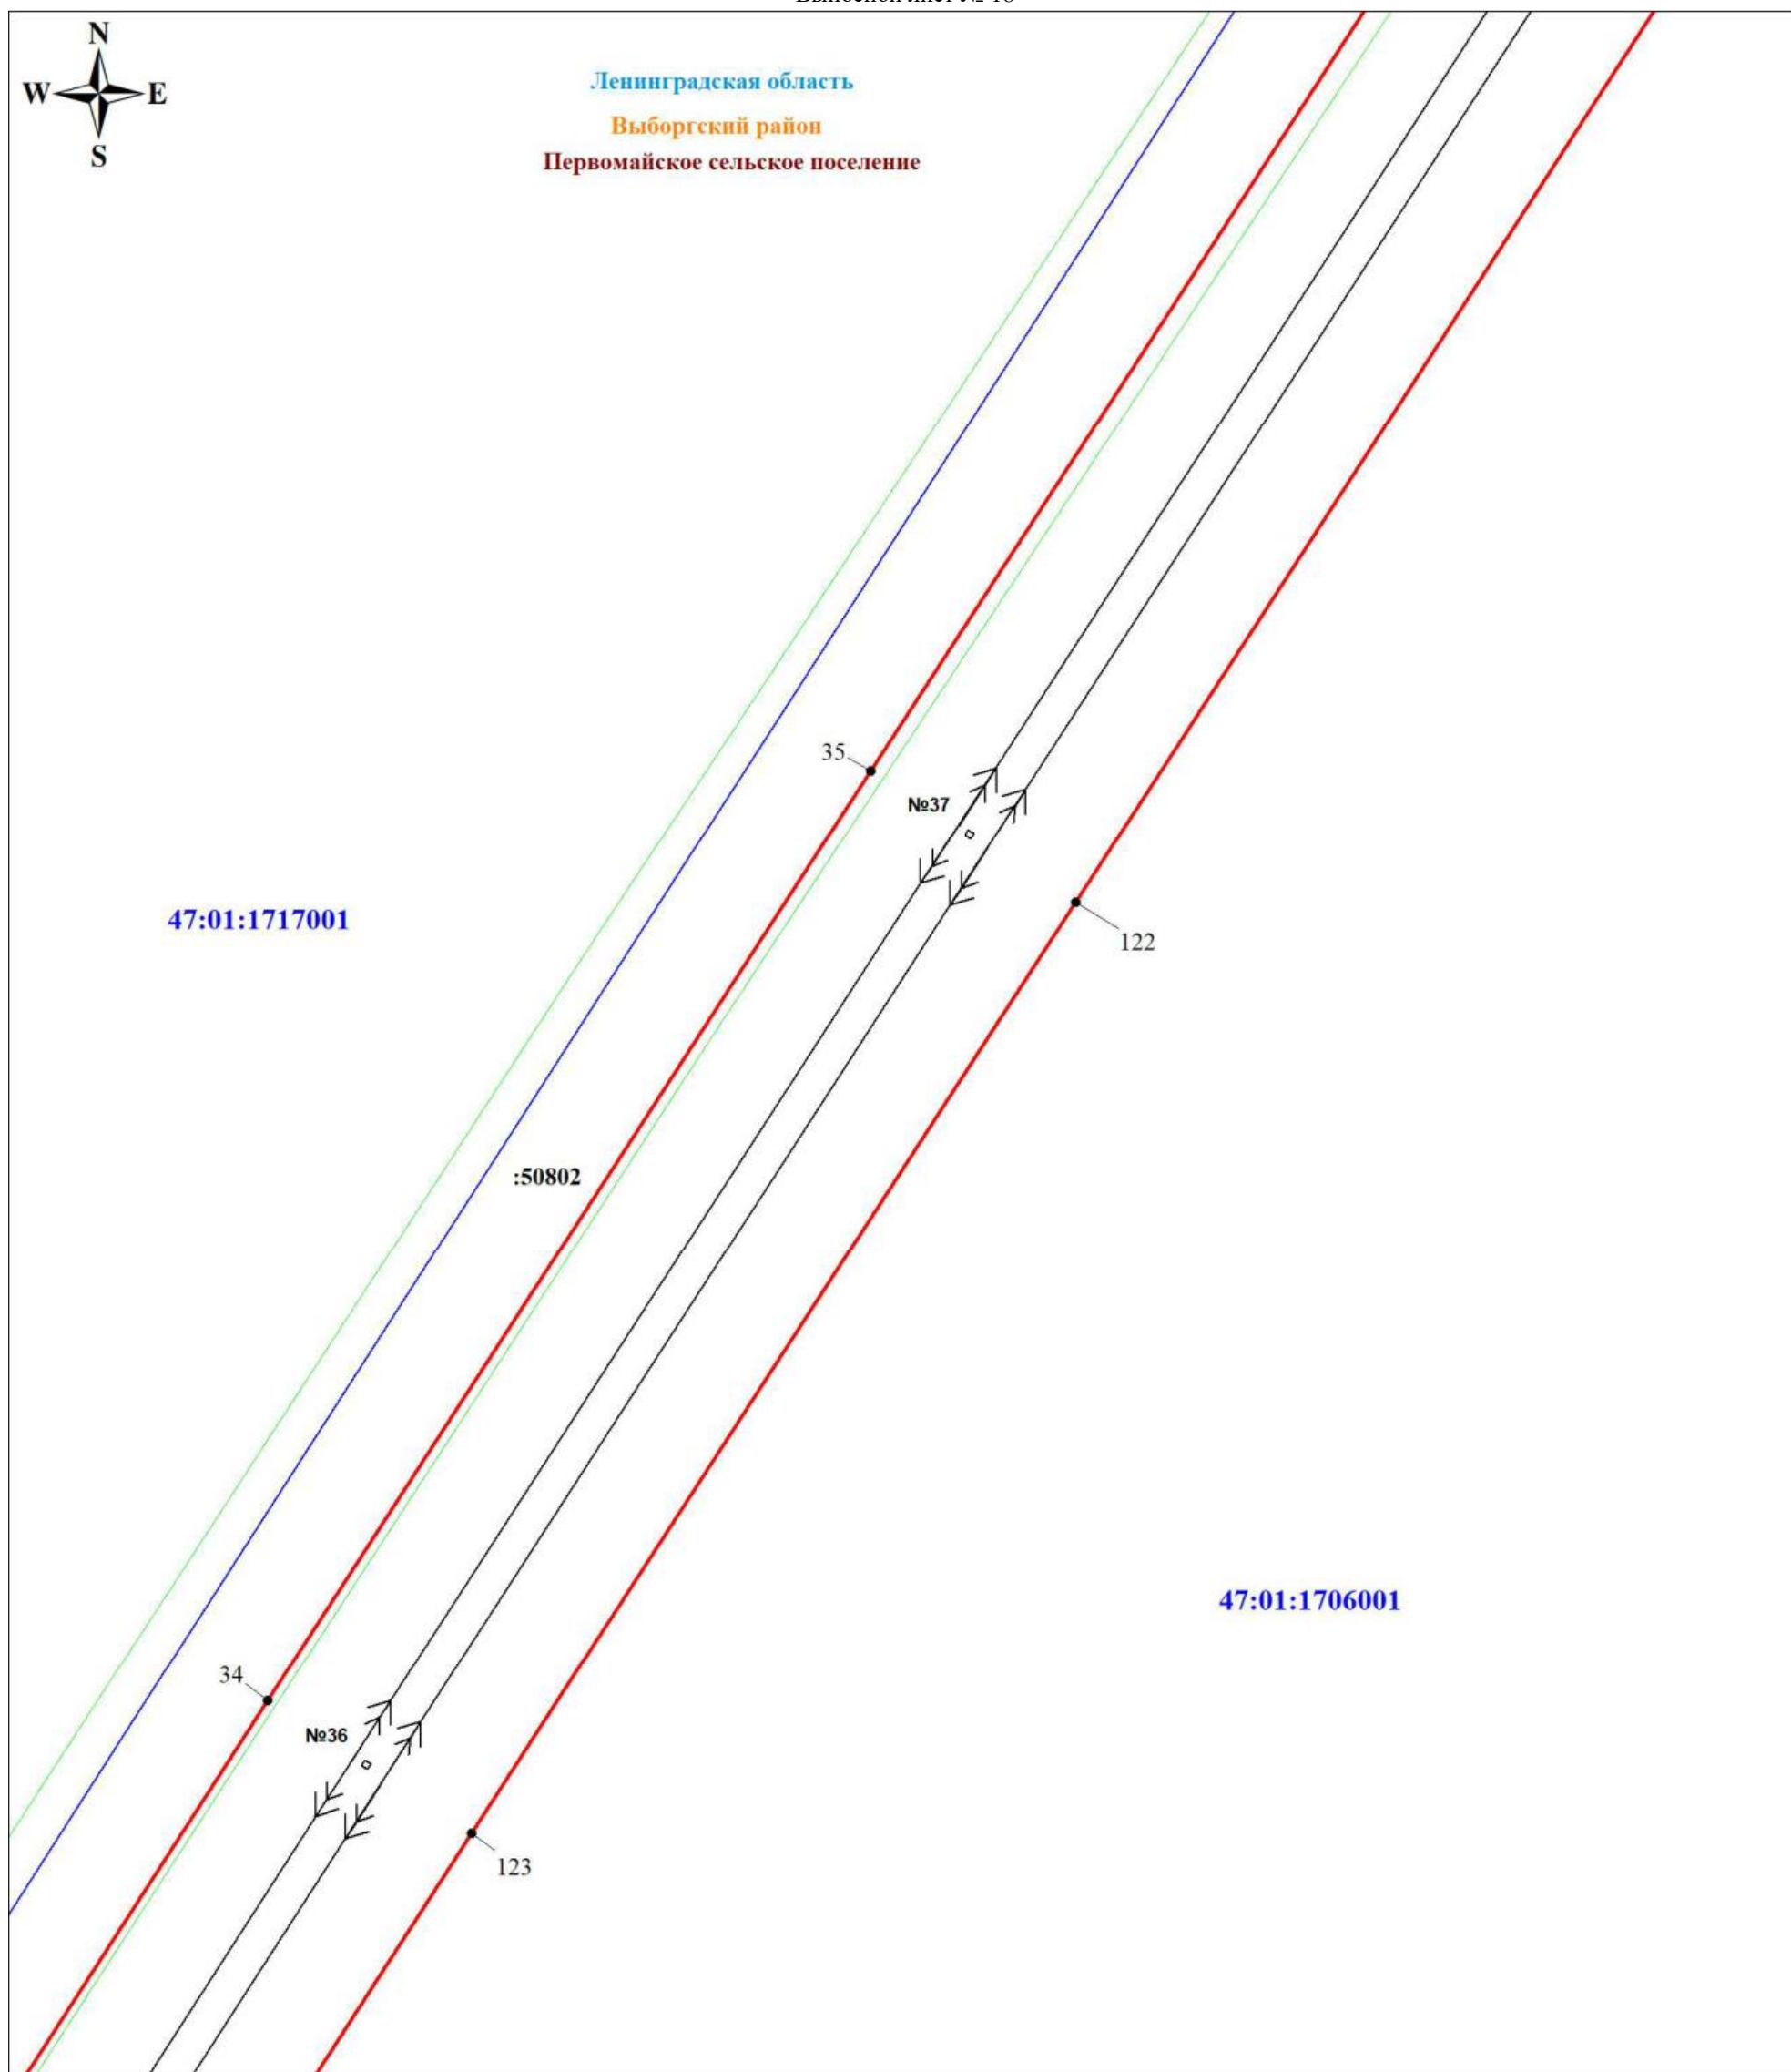 N
W E
S
Ленинградская область
Выборгский район
Первомайское сельское поселение
35
№37
47:01:1717001
122
:50802
47:01:1706001
34
№36
123